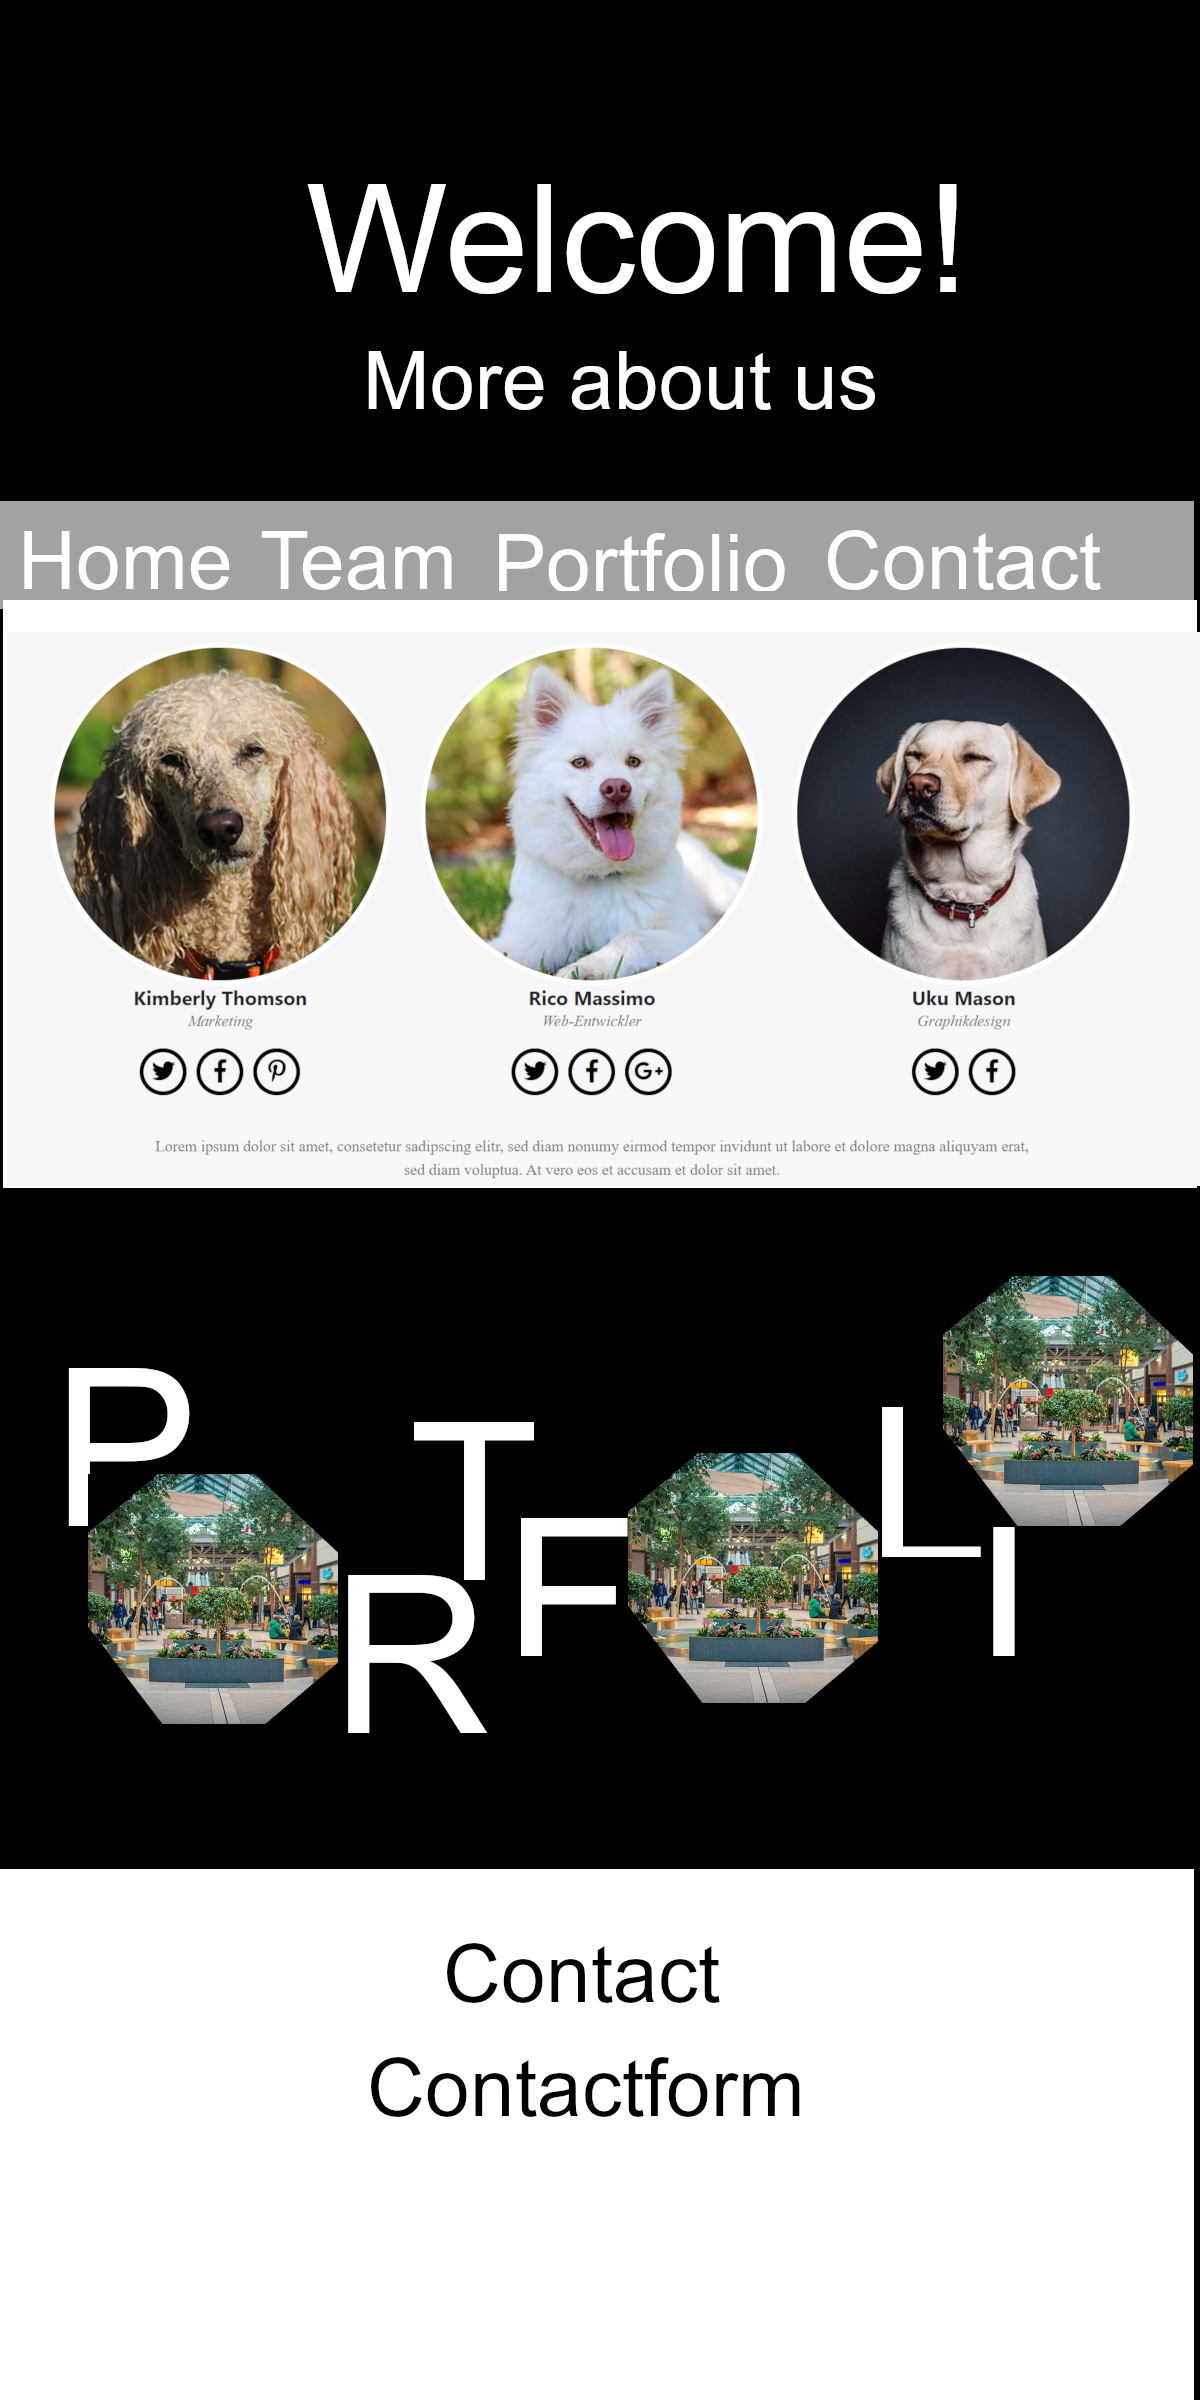 Welcome!
More about us
Home Team Portfolio Contact
Kimberly Thomson
Marketing
Rico Massimo
Web-Entwickler
Uku Mason
Graphikdesign
Lorem ipsum dolor sit amet, consetetur sadipscing elitr, sed diam nonumy eirmod tempor invidunt ut labore et dolore magna aliquyam erat,
sed diam voluptua. At vero eos et accusam et dolor sit amet.
P R T F L I
Contact
Contactform